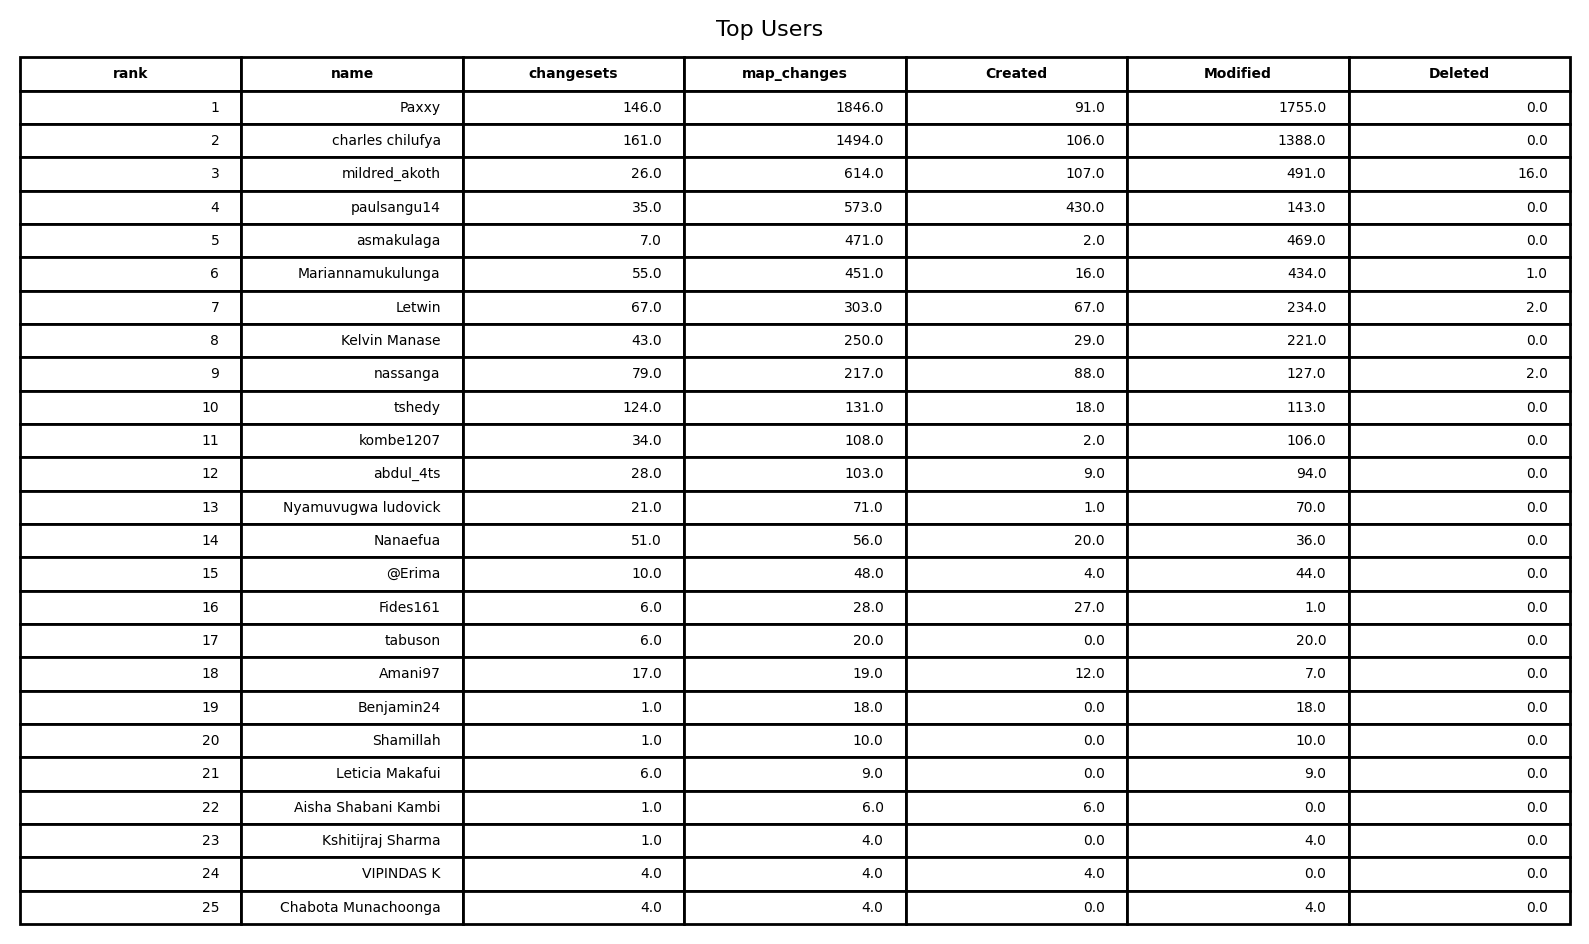 Top Users
rank name changesets map_changes Created Modified Deleted
1 Paxxy 146.0 1846.0 91.0 1755.0 0.0
2 charles chilufya 161.0 1494.0 106.0 1388.0 0.0
3 mildred_akoth 26.0 614.0 107.0 491.0 16.0
4 paulsangu14 35.0 573.0 430.0 143.0 0.0
5 asmakulaga 7.0 471.0 2.0 469.0 0.0
6 Mariannamukulunga 55.0 451.0 16.0 434.0 1.0
7 Letwin 67.0 303.0 67.0 234.0 2.0
8 Kelvin Manase 43.0 250.0 29.0 221.0 0.0
9 nassanga 79.0 217.0 88.0 127.0 2.0
10 tshedy 124.0 131.0 18.0 113.0 0.0
11 kombe1207 34.0 108.0 2.0 106.0 0.0
12 abdul_4ts 28.0 103.0 9.0 94.0 0.0
13 Nyamuvugwa ludovick 21.0 71.0 1.0 70.0 0.0
14 Nanaefua 51.0 56.0 20.0 36.0 0.0
15 @Erima 10.0 48.0 4.0 44.0 0.0
16 Fides161 6.0 28.0 27.0 1.0 0.0
17 tabuson 6.0 20.0 0.0 20.0 0.0
18 Amani97 17.0 19.0 12.0 7.0 0.0
19 Benjamin24 1.0 18.0 0.0 18.0 0.0
20 Shamillah 1.0 10.0 0.0 10.0 0.0
21 Leticia Makafui 6.0 9.0 0.0 9.0 0.0
22 Aisha Shabani Kambi 1.0 6.0 6.0 0.0 0.0
23 Kshitijraj Sharma 1.0 4.0 0.0 4.0 0.0
24 VIPINDAS K 4.0 4.0 4.0 0.0 0.0
25 Chabota Munachoonga 4.0 4.0 0.0 4.0 0.0